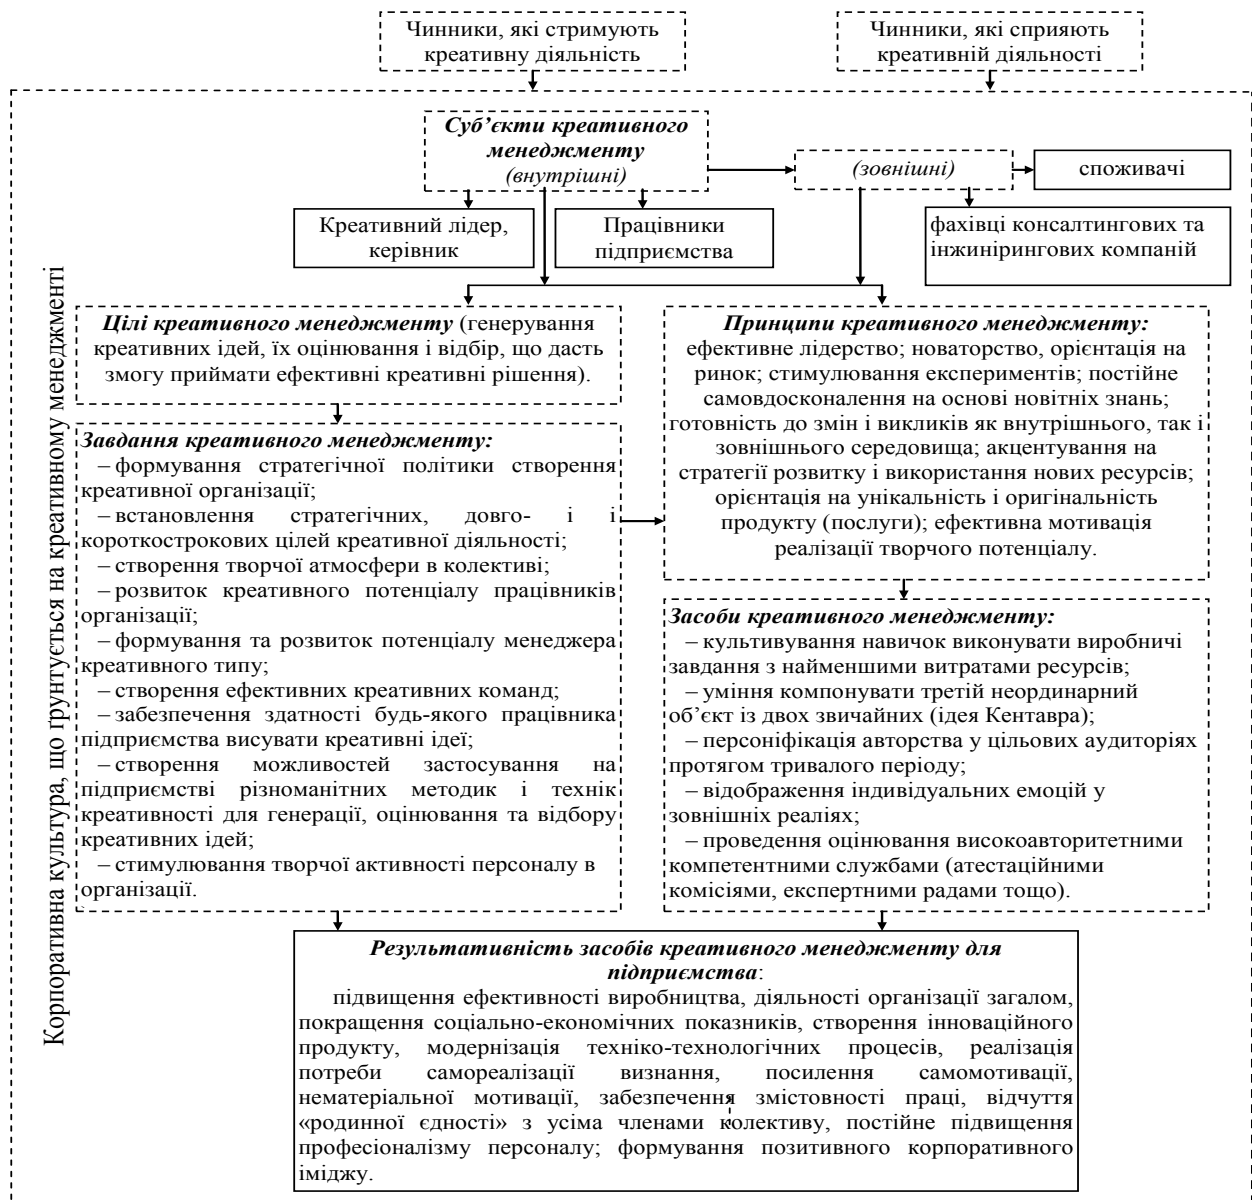 Чинники, які стримують
креативну діяльність
Чинники, які сприяють
креативній діяльності
Корпоративна культура, що ґрунтується на креативному менеджменті
Суб’єкти креативного
менеджменту
(внутрішні)
(зовнішні)
споживачі
Креативний лідер,
керівник
Працівники
підприємства
фахівці консалтингових та
інжинірингових компаній
Цілі креативного менеджменту (генерування
креативних ідей, їх оцінювання і відбір, що дасть
змогу приймати ефективні креативні рішення).
Принципи креативного менеджменту:
ефективне лідерство; новаторство, орієнтація на
ринок; стимулювання експериментів; постійне
самовдосконалення на основі новітніх знань;
готовність до змін і викликів як внутрішнього, так і
зовнішнього середовища; акцентування на
стратегії розвитку і використання нових ресурсів;
орієнтація на унікальність і оригінальність
продукту (послуги); ефективна мотивація
реалізації творчого потенціалу.
Завдання креативного менеджменту:
– формування стратегічної політики створення
креативної організації;
– встановлення стратегічних, довго- і і
короткострокових цілей креативної діяльності;
– створення творчої атмосфери в колективі;
– розвиток креативного потенціалу працівників
організації;
– формування та розвиток потенціалу менеджера
креативного типу;
– створення ефективних креативних команд;
– забезпечення здатності будь-якого працівника
підприємства висувати креативні ідеї;
– створення можливостей застосування на
підприємстві різноманітних методик і технік
креативності для генерації, оцінювання та відбору
креативних ідей;
– стимулювання творчої активності персоналу в
організації.
Засоби креативного менеджменту:
– культивування навичок виконувати виробничі
завдання з найменшими витратами ресурсів;
– уміння компонувати третій неординарний
об’єкт із двох звичайних (ідея Кентавра);
– персоніфікація авторства у цільових аудиторіях
протягом тривалого періоду;
– відображення індивідуальних емоцій у
зовнішніх реаліях;
– проведення оцінювання високоавторитетними
компетентними службами (атестаційними
комісіями, експертними радами тощо).
Результативність засобів креативного менеджменту для
підприємства:
підвищення ефективності виробництва, діяльності організації загалом,
покращення соціально-економічних показників, створення інноваційного
продукту, модернізація техніко-технологічних процесів, реалізація
потреби самореалізації визнання, посилення самомотивації,
нематеріальної мотивації, забезпечення змістовності праці, відчуття
«родинної єдності» з усіма членами колективу, постійне підвищення
професіоналізму персоналу; формування позитивного корпоративного
іміджу.